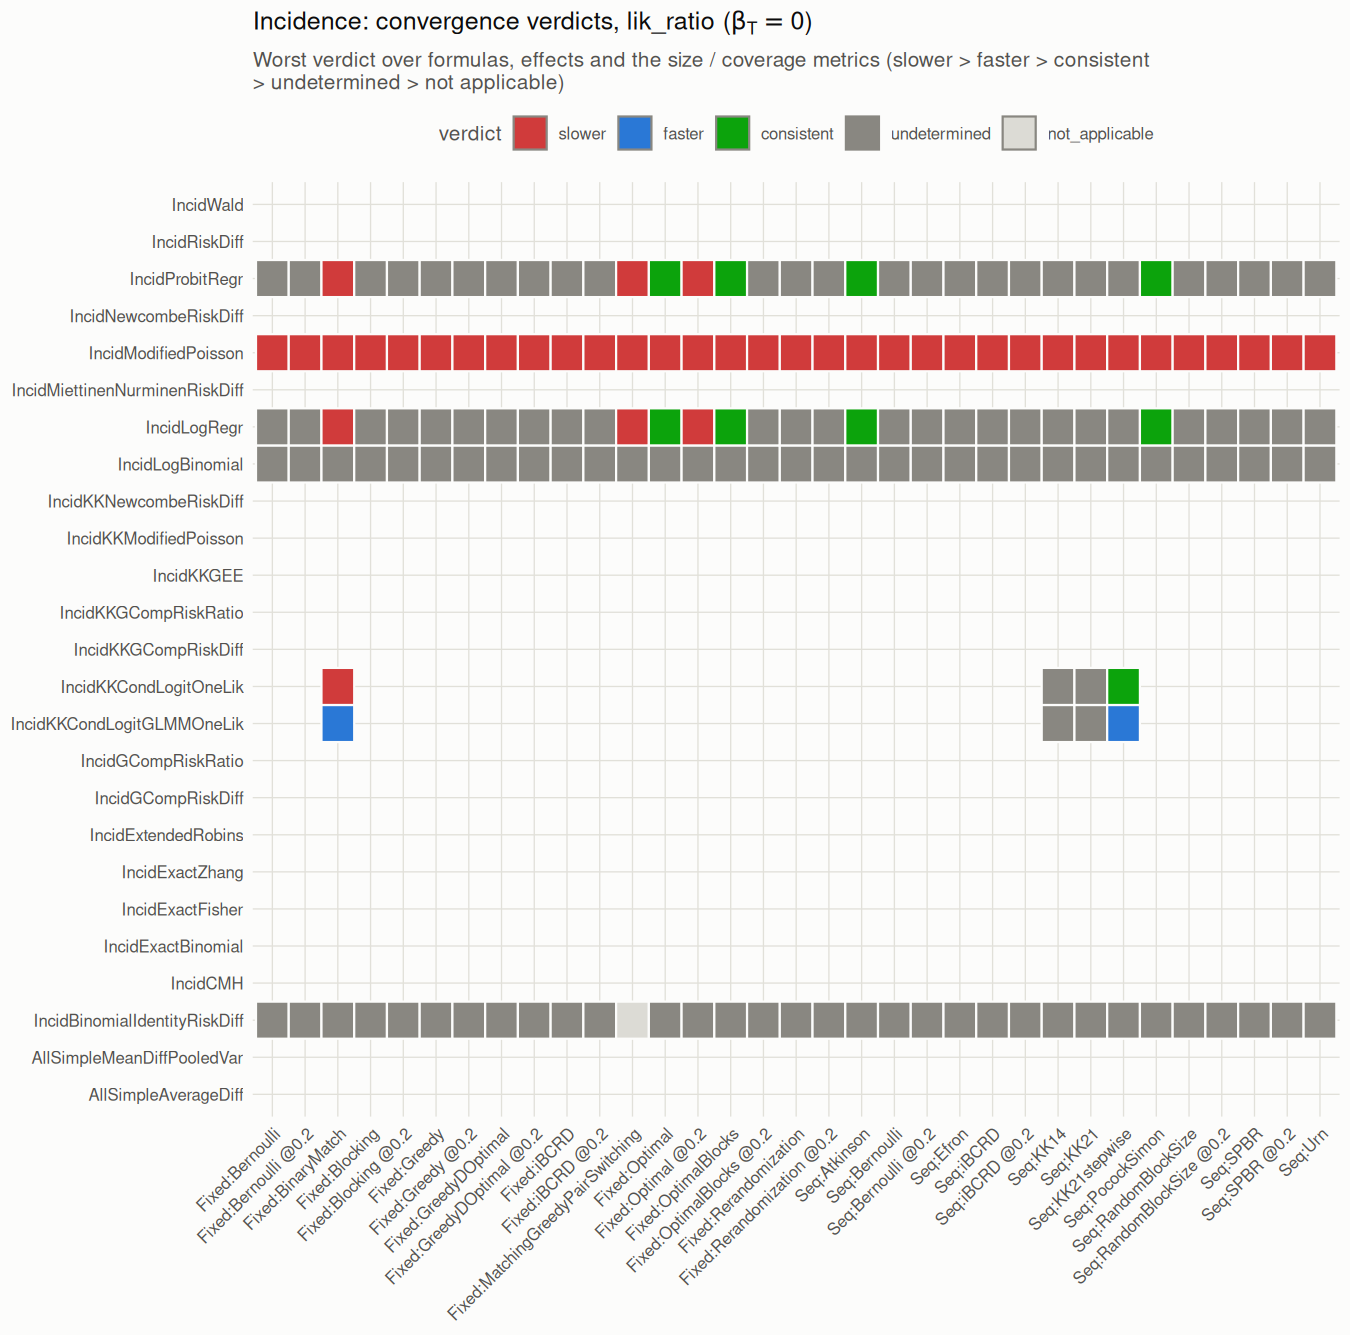 Incidence: convergence verdicts, lik_ratio (βT = 0)
Worst verdict over formulas, effects and the size / coverage metrics (slower > faster > consistent
> undetermined > not applicable)
verdict slower faster consistent undetermined not_applicable
IncidWald
IncidRiskDiff
IncidProbitRegr
IncidNewcombeRiskDiff
IncidModifiedPoisson
IncidMiettinenNurminenRiskDiff
IncidLogRegr
IncidLogBinomial
IncidKKNewcombeRiskDiff
IncidKKModifiedPoisson
IncidKKGEE
IncidKKGCompRiskRatio
IncidKKGCompRiskDiff
IncidKKCondLogitOneLik
IncidKKCondLogitGLMMOneLik
IncidGCompRiskRatio
IncidGCompRiskDiff
IncidExtendedRobins
IncidExactZhang
IncidExactFisher
IncidExactBinomial
IncidCMH
IncidBinomialIdentityRiskDiff
AllSimpleMeanDiffPooledVar
AllSimpleAverageDiff
Fixed:Bernoulli
Fixed:Bernoulli @0.2
Fixed:BinaryMatch
Fixed:Blocking
Fixed:Blocking @0.2
Fixed:Greedy
Fixed:Greedy @0.2
Fixed:GreedyDOptimal
Fixed:GreedyDOptimal @0.2
Fixed:iBCRD
Fixed:iBCRD @0.2
Fixed:MatchingGreedyPairSwitching
Fixed:Optimal
Fixed:Optimal @0.2
Fixed:OptimalBlocks
Fixed:OptimalBlocks @0.2
Fixed:Rerandomization
Fixed:Rerandomization @0.2
Seq:Atkinson
Seq:Bernoulli
Seq:Bernoulli @0.2
Seq:Efron
Seq:iBCRD
Seq:iBCRD @0.2
Seq:KK14
Seq:KK21
Seq:KK21stepwise
Seq:PocockSimon
Seq:RandomBlockSize
Seq:RandomBlockSize @0.2
Seq:SPBR
Seq:SPBR @0.2
Seq:Urn